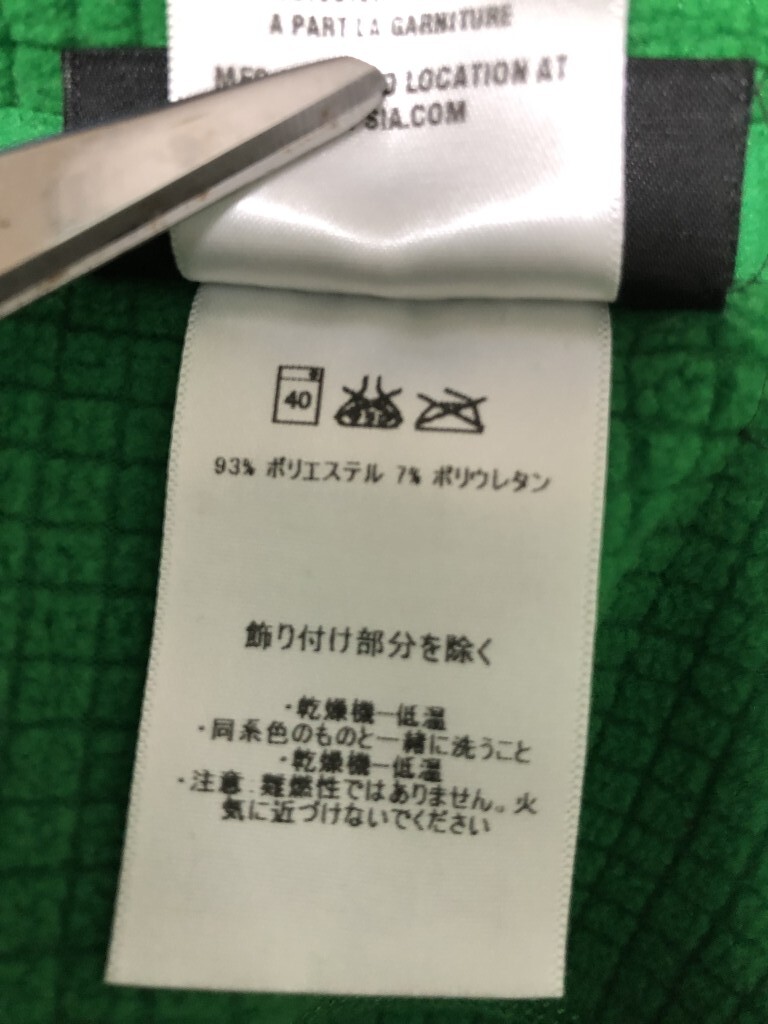 A PART LA GARNITURE
LOCATION AT
SIA.COM
40
93% ポリエステル 7% ポリウレタン
飾り付け部分を除く
・乾燥機一低温
・同系色のものと一緒に洗うこと
・乾燥機一低温
・注意：難燃性ではありません。火
気に近づけないでください